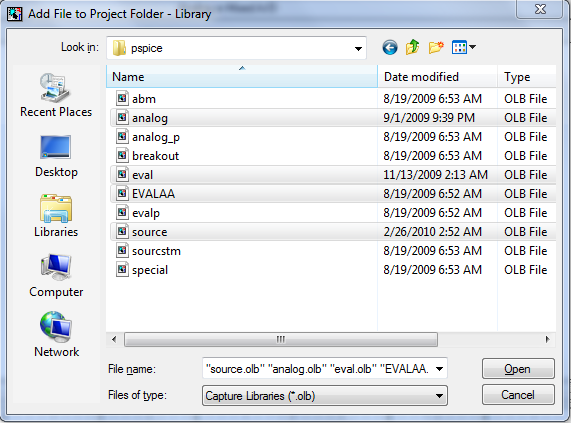 Add File to Project Folder - Library
Look in: pspice
Name Date modified Type
abm 8/19/2009 6:53 AM OLB File
analog 9/1/2009 9:39 PM OLB File
analog_p 8/19/2009 6:53 AM OLB File
breakout 8/19/2009 6:53 AM OLB File
eval 11/13/2009 2:13 AM OLB File
EVALAA 8/19/2009 6:52 AM OLB File
evalp 8/19/2009 6:52 AM OLB File
source 2/26/2010 2:52 AM OLB File
sourcstm 8/19/2009 6:53 AM OLB File
special 8/19/2009 6:53 AM OLB File
Recent Places
Desktop
Libraries
Computer
Network
File name: "source.olb" "analog.olb" "eval.olb" "EVALAA. Open
Files of type: Capture Libraries (*.olb) Cancel